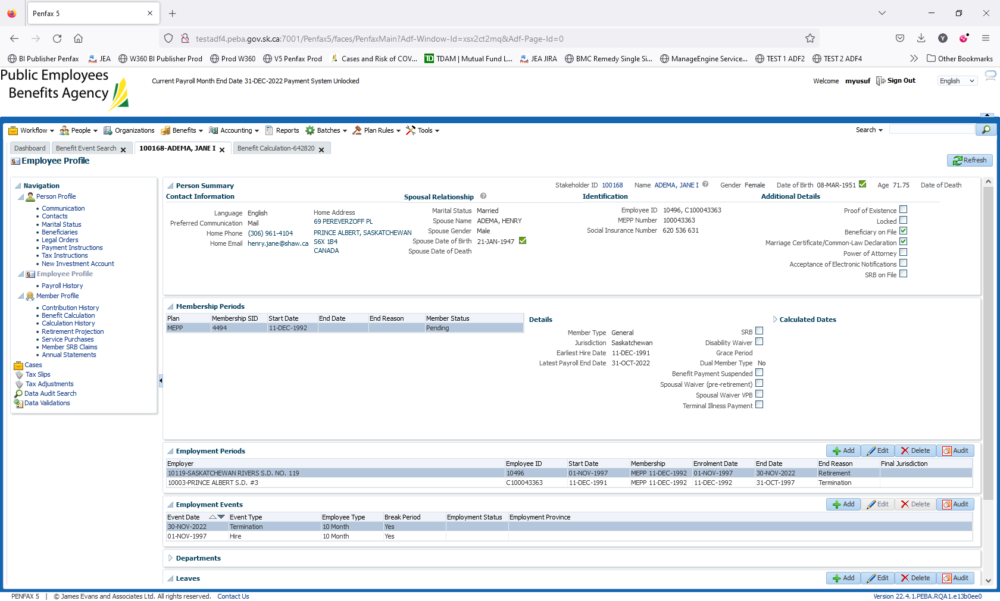 Penfax 5
testadf4.peba.gov.sk.ca:7001/Penfax5/faces/PenfaxMain?Adf-Window-Id=xsx2ct2mq&Adf-Page-Id=0
BI Publisher Penfax JEA W360 BI Publisher Prod Prod W360 V5 Penfax Prod Cases and Risk of COV... TDAM | Mutual Fund L... JEA JIRA BMC Remedy Single Si... ManageEngine Service... TEST 1 ADF2 TEST 2 ADF4 Other Bookmarks
Public Employees
Benefits Agency
Current Payroll Month End Date 31-DEC-2022 Payment System Unlocked
Welcome myusuf Sign Out English
Workflow People Organizations Benefits Accounting Reports Batches Plan Rules Tools Search
Dashboard Benefit Event Search 100168-ADEMA, JANE I Benefit Calculation-642820
Employee Profile
Refresh
Navigation
Person Profile
Communication
Contacts
Marital Status
Beneficiaries
Legal Orders
Payment Instructions
Tax Instructions
New Investment Account
Employee Profile
Payroll History
Member Profile
Contribution History
Benefit Calculation
Calculation History
Retirement Projection
Service Purchases
Member SRB Claims
Annual Statements
Cases
Tax Slips
Tax Adjustments
Data Audit Search
Data Validations
Person Summary
Stakeholder ID 100168 Name ADEMA, JANE I Gender Female Date of Birth 08-MAR-1951 Age 71.75 Date of Death
Contact Information
Language English
Preferred Communication Mail
Home Phone (306) 961-4104
Home Email henry.jane@shaw.ca
Home Address
69 PEREVERZOFF PL
PRINCE ALBERT, SASKATCHEWAN
S6X 1B4
CANADA
Spousal Relationship
Marital Status Married
Spouse Name ADEMA, HENRY
Spouse Gender Male
Spouse Date of Birth 21-JAN-1947
Spouse Date of Death
Identification
Employee ID 10496, C100043363
MEPP Number 100043363
Social Insurance Number 620 536 631
Additional Details
Proof of Existence
Locked
Beneficiary on File
Marriage Certificate/Common-Law Declaration
Power of Attorney
Acceptance of Electronic Notifications
SRB on File
Membership Periods
Plan Membership SID Start Date End Date End Reason Member Status
MEPP 4494 11-DEC-1992 Pending
Details
Member Type General
Jurisdiction Saskatchewan
Earliest Hire Date 11-DEC-1991
Latest Payroll End Date 31-OCT-2022
SRB
Disability Waiver
Grace Period
Dual Member Type No
Benefit Payment Suspended
Spousal Waiver (pre-retirement)
Spousal Waiver VPB
Terminal Illness Payment
Calculated Dates
Employment Periods
Add Edit Delete Audit
Employer Employee ID Start Date Membership Enrolment Date End Date End Reason Final Jurisdiction
10119-SASKATCHEWAN RIVERS S.D. NO. 119 10496 01-NOV-1997 MEPP 11-DEC-1992 01-NOV-1997 30-NOV-2022 Retirement
10003-PRINCE ALBERT S.D. #3 C100043363 11-DEC-1991 MEPP 11-DEC-1992 11-DEC-1992 31-OCT-1997 Termination
Employment Events
Add Edit Delete Audit
Event Date Event Type Employee Type Break Period Employment Status Employment Province
30-NOV-2022 Termination 10 Month Yes
01-NOV-1997 Hire 10 Month Yes
Departments
Leaves
Add Edit Delete Audit
PENFAX 5 | © James Evans and Associates Ltd. All rights reserved. Contact Us
Version 22.4.1.PEBA.RQA1.e13b0ee0